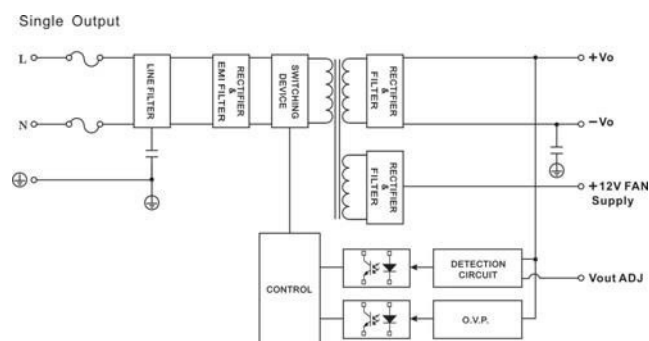 Single Output
L
N
LINE FILTER
RECTIFIER & EMI FILTER
SWITCHING DEVICE
RECTIFIER & FILTER
+Vo
−Vo
RECTIFIER & FILTER
+12V FAN
Supply
CONTROL
DETECTION
CIRCUIT
Vout ADJ
O.V.P.